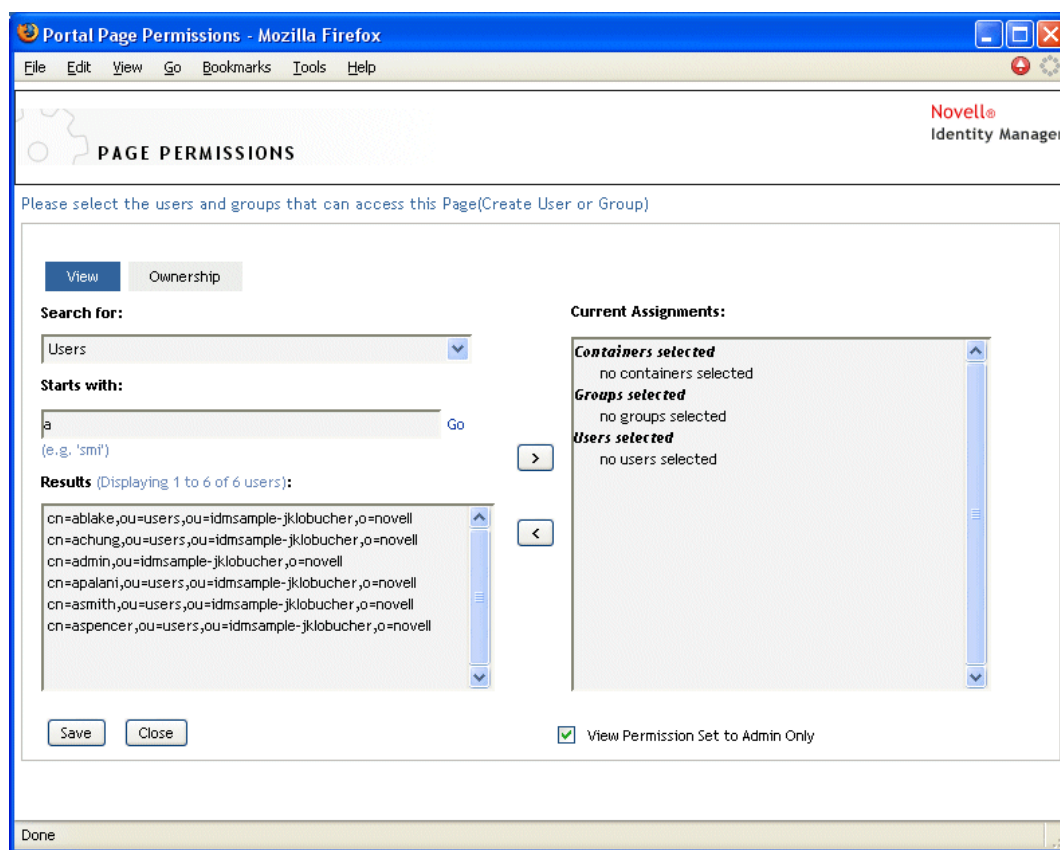 Portal Page Permissions - Mozilla Firefox
File Edit View Go Bookmarks Tools Help
Novell®
Identity Manager
PAGE PERMISSIONS
Please select the users and groups that can access this Page(Create User or Group)
View Ownership
Search for:
Users
Starts with:
a
Go
(e.g. 'smi')
Results (Displaying 1 to 6 of 6 users):
cn=ablake,ou=users,ou=idmsample-jklobucher,o=novell
cn=achung,ou=users,ou=idmsample-jklobucher,o=novell
cn=admin,ou=idmsample-jklobucher,o=novell
cn=apalani,ou=users,ou=idmsample-jklobucher,o=novell
cn=asmith,ou=users,ou=idmsample-jklobucher,o=novell
cn=aspencer,ou=users,ou=idmsample-jklobucher,o=novell
>
<
Current Assignments:
Containers selected
no containers selected
Groups selected
no groups selected
Users selected
no users selected
Save Close
View Permission Set to Admin Only
Done